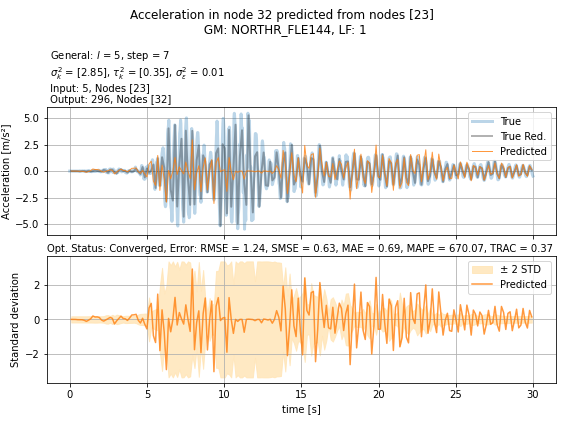 Acceleration in node 32 predicted from nodes [23]
GM: NORTHR_FLE144, LF: 1
General: l = 5, step = 7
σ_k² = [2.85], τ_k² = [0.35], σ_ε² = 0.01
Input: 5, Nodes [23]
Output: 296, Nodes [32]
Acceleration [m/s²]
5.0
2.5
0.0
−2.5
−5.0
True
True Red.
Predicted
Opt. Status: Converged, Error: RMSE = 1.24, SMSE = 0.63, MAE = 0.69, MAPE = 670.07, TRAC = 0.37
Standard deviation
2
0
−2
± 2 STD
Predicted
0
5
10
15
20
25
30
time [s]